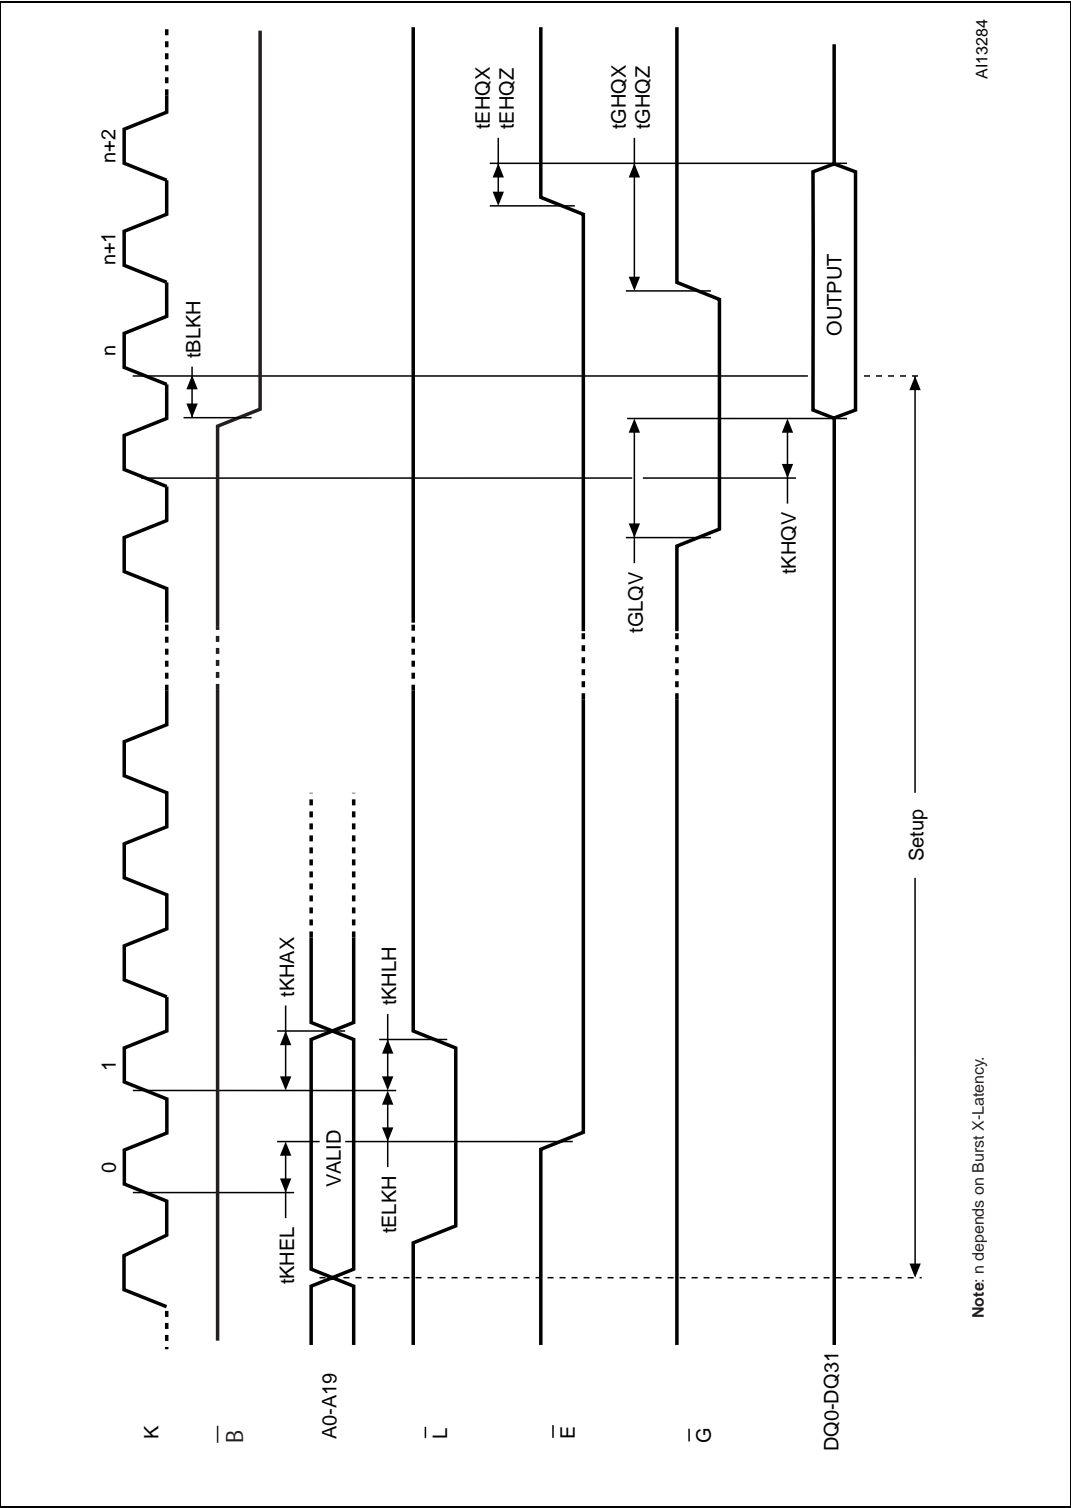 K
0
1
n
n+1
n+2
B
tBLKH
A0-A19
VALID
tKHEL
tKHAX
L
tELKH
tKHLH
E
tEHQX
tEHQZ
G
tGLQV
tGHQX
tGHQZ
tKHQV
DQ0-DQ31
OUTPUT
Setup
Note: n depends on Burst X-Latency.
AI13284